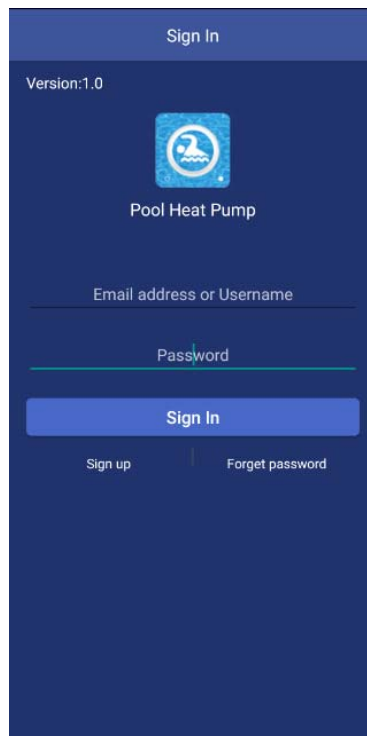 Sign In
Version:1.0
Pool Heat Pump
Email address or Username
Password
Sign In
Sign up
Forget password